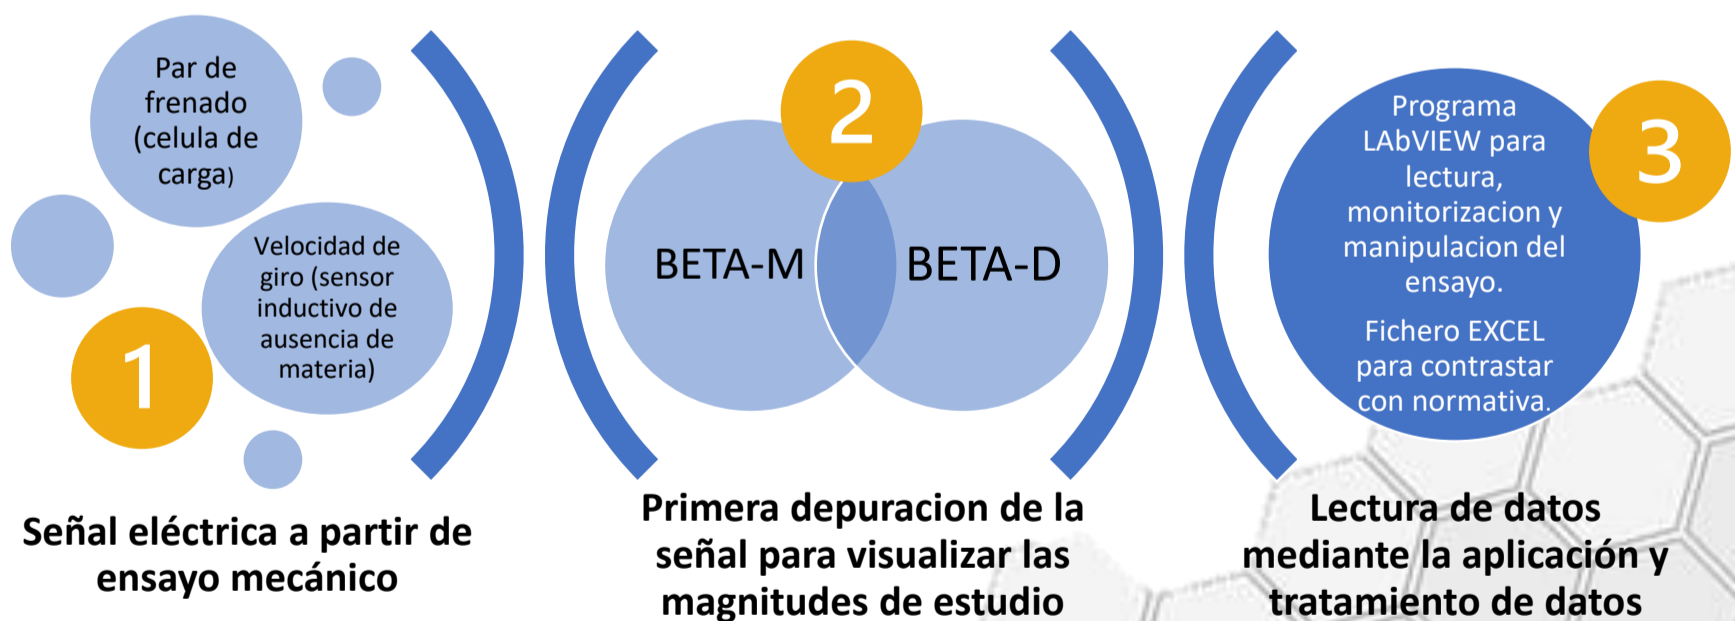 Par de
frenado
(celula de
carga)
Velocidad de
giro (sensor
inductivo de
ausencia de
materia)
1
Señal eléctrica a partir de
ensayo mecánico
2
BETA-M
BETA-D
Primera depuracion de la
señal para visualizar las
magnitudes de estudio
3
Programa
LAbVIEW para
lectura,
monitorizacion y
manipulacion del
ensayo.
Fichero EXCEL
para contrastar
con normativa.
Lectura de datos
mediante la aplicación y
tratamiento de datos